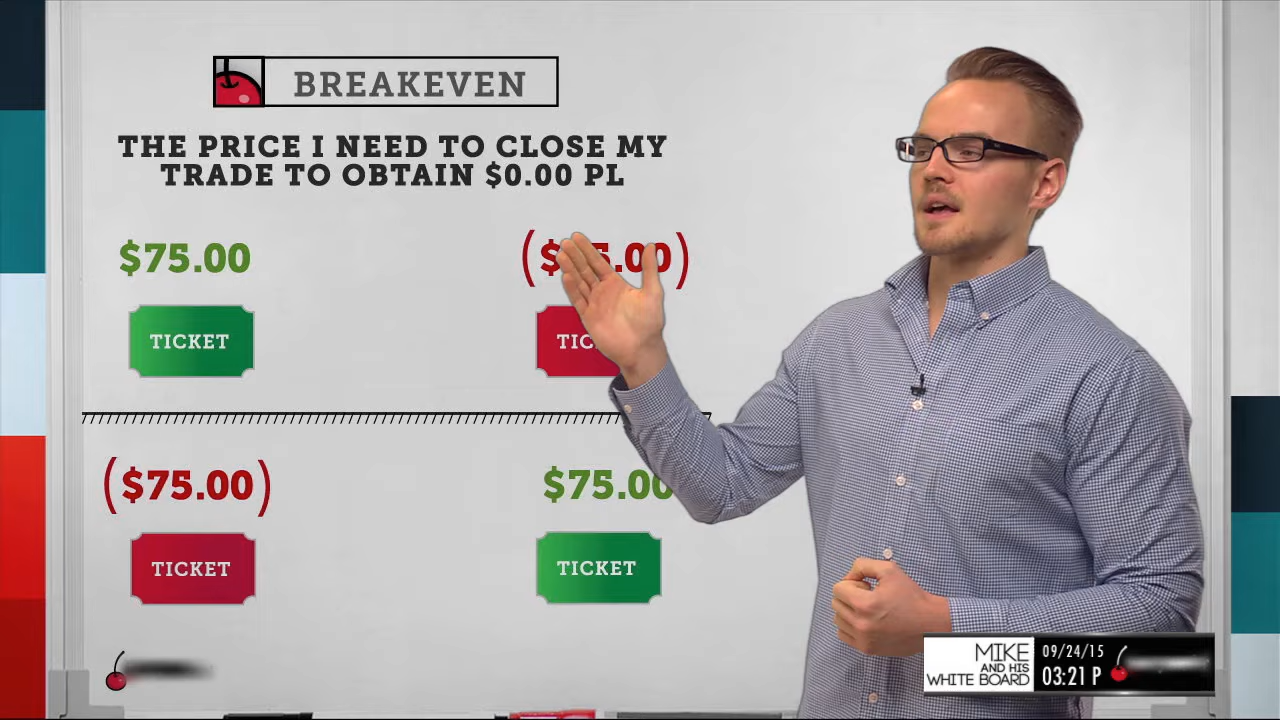 BREAKEVEN
THE PRICE I NEED TO CLOSE MY
TRADE TO OBTAIN $0.00 PL
$75.00
TICKET
($75.00)
TICKET
$75.00
TICKET
MIKE
AND HIS
WHITE BOARD
09/24/15
03:21 P